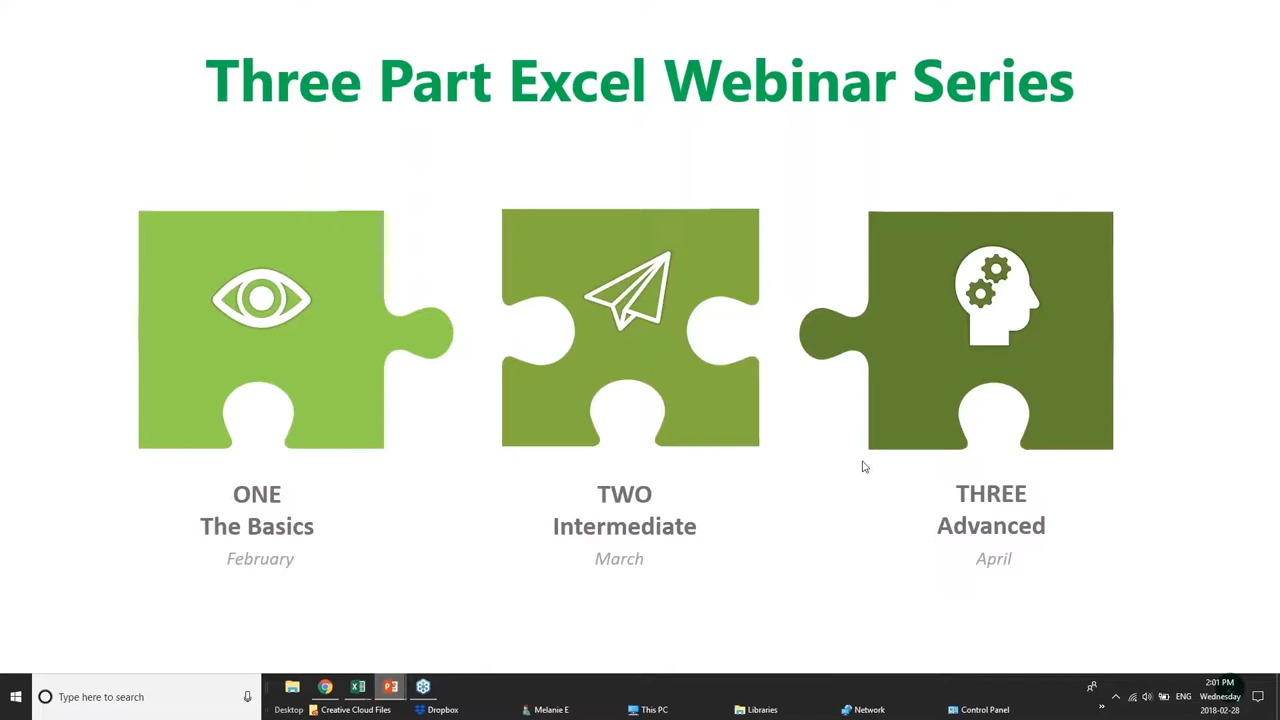 Three Part Excel Webinar Series
ONE
The Basics
February
TWO
Intermediate
March
THREE
Advanced
April
Type here to search
Desktop
Creative Cloud Files
Dropbox
Melanie E
This PC
Libraries
Network
Control Panel
»
ENG
2:01 PM
Wednesday
2018-02-28